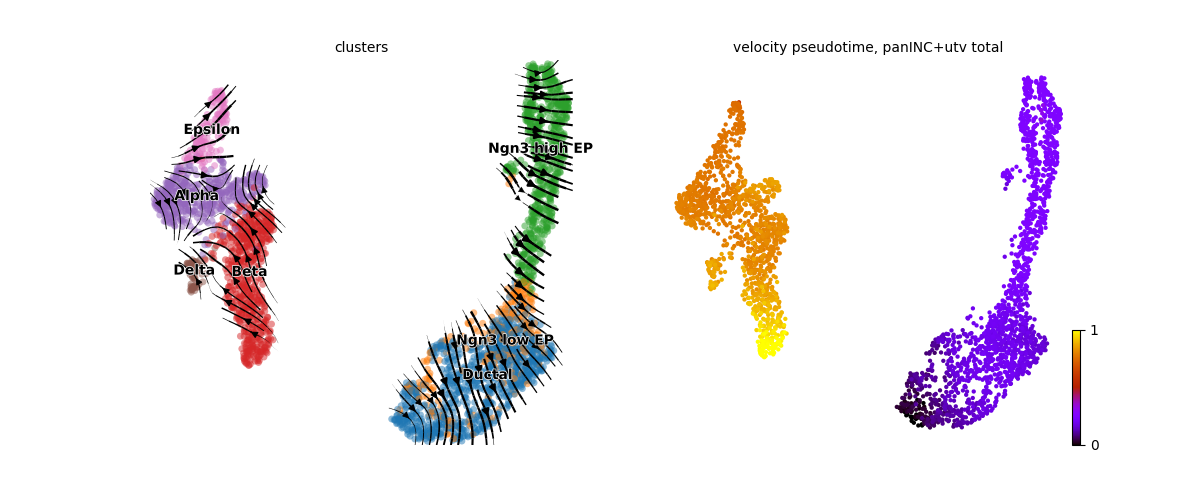 clusters
velocity pseudotime, panINC+utv total
Epsilon
Ngn3 high EP
Alpha
Delta
Beta
Ngn3 low EP
Ductal
1
0